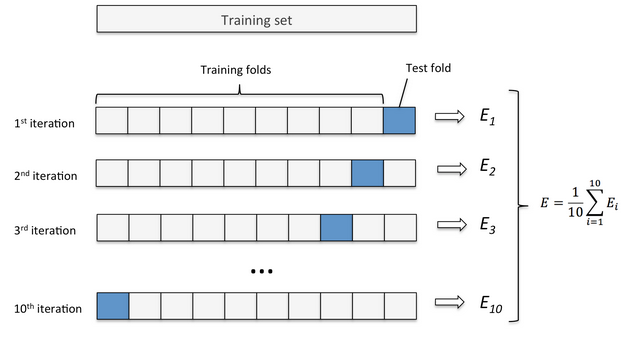 Training set
Training folds
Test fold
1st iteration
E1
2nd iteration
E2
3rd iteration
E3
...
10th iteration
E10
E = 1/10 10∑i=1 Ei